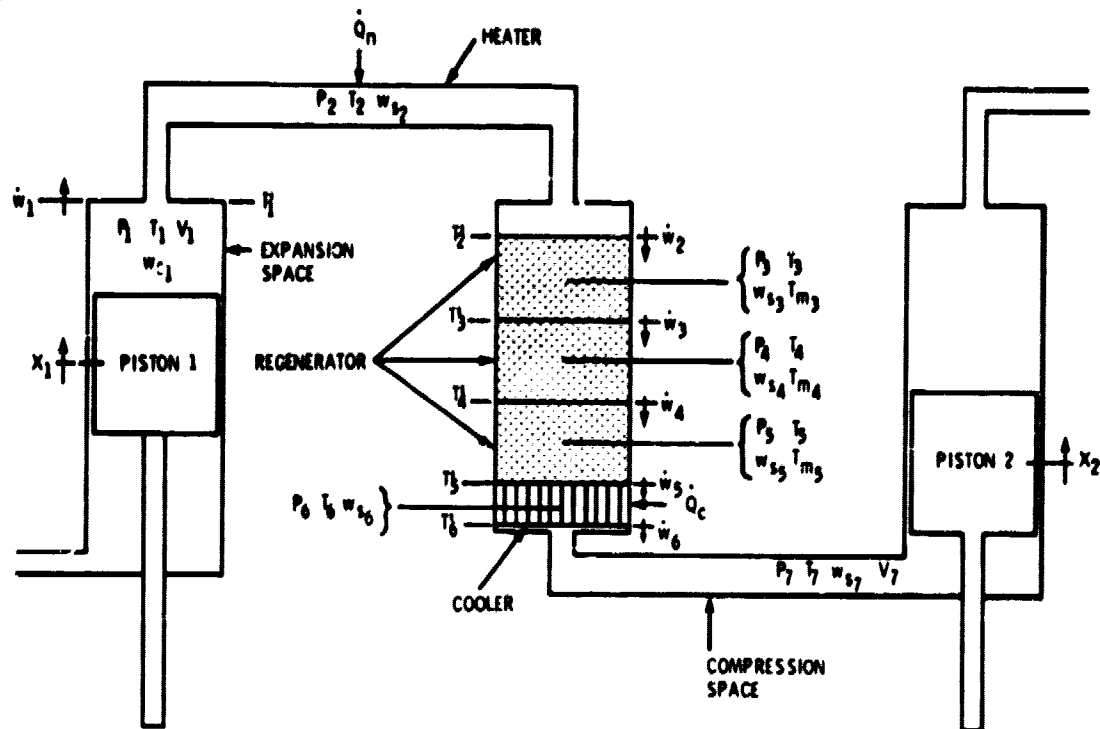 Q̇n
HEATER
P2 T2 ws2
ẇ1
T'1
P1 T1 V1
EXPANSION
SPACE
T'2
ẇ2
P3 T3
ws3 Tm3
T'3
ẇ3
X1
PISTON 1
REGENERATOR
P4 T4
ws4 Tm4
T'4
ẇ4
P5 T5
ws5 Tm5
PISTON 2
X2
T'5
ẇ5
Q̇c
P6 T6 ws6
T'6
ẇ6
P7 T7 ws7 V7
COOLER
COMPRESSION
SPACE